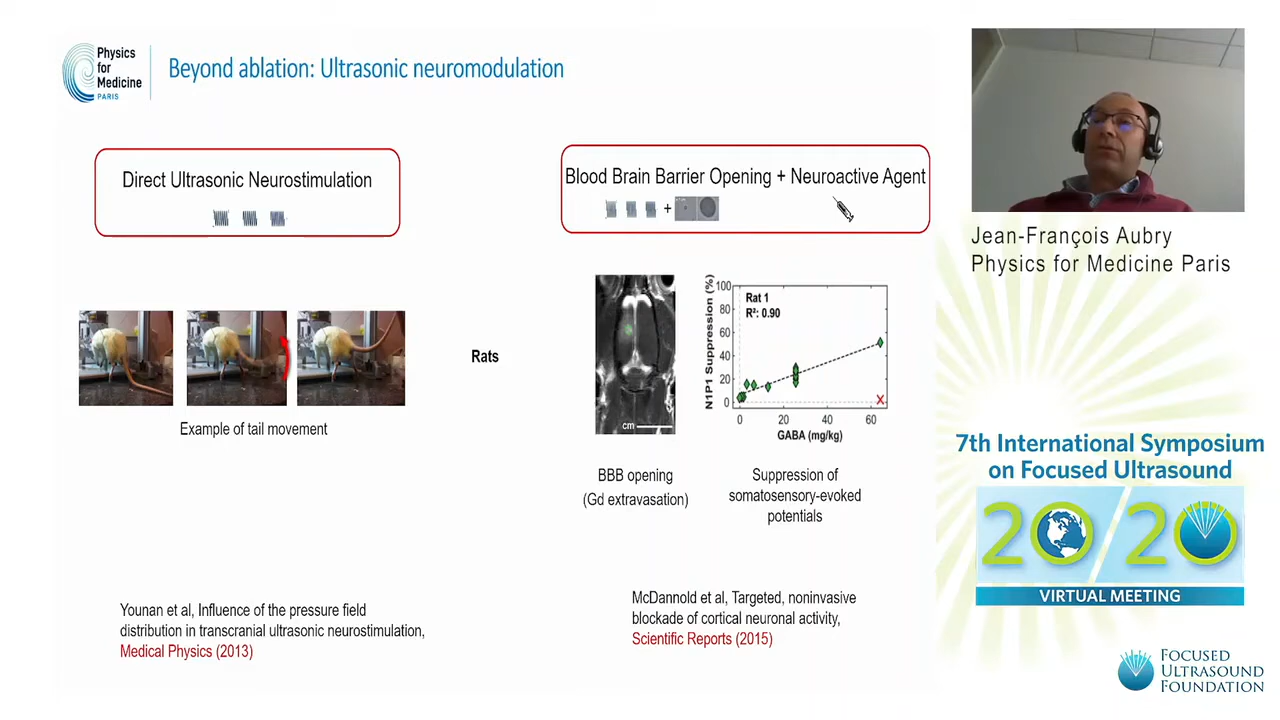 Physics
for
Medicine
PARIS
Beyond ablation: Ultrasonic neuromodulation
Direct Ultrasonic Neurostimulation
Blood Brain Barrier Opening + Neuroactive Agent
+
Rats
Example of tail movement
cm
BBB opening
(Gd extravasation)
N1P1 Suppression (%)
100
80
60
40
20
0
Rat 1
R²: 0.90
0
20
40
60
GABA (mg/kg)
Suppression of
somatosensory-evoked
potentials
Younan et al, Influence of the pressure field
distribution in transcranial ultrasonic neurostimulation,
Medical Physics (2013)
McDannold et al, Targeted, noninvasive
blockade of cortical neuronal activity,
Scientific Reports (2015)
Jean-François Aubry
Physics for Medicine Paris
7th International Symposium
on Focused Ultrasound
20/20
VIRTUAL MEETING
FOCUSED
ULTRASOUND
FOUNDATION